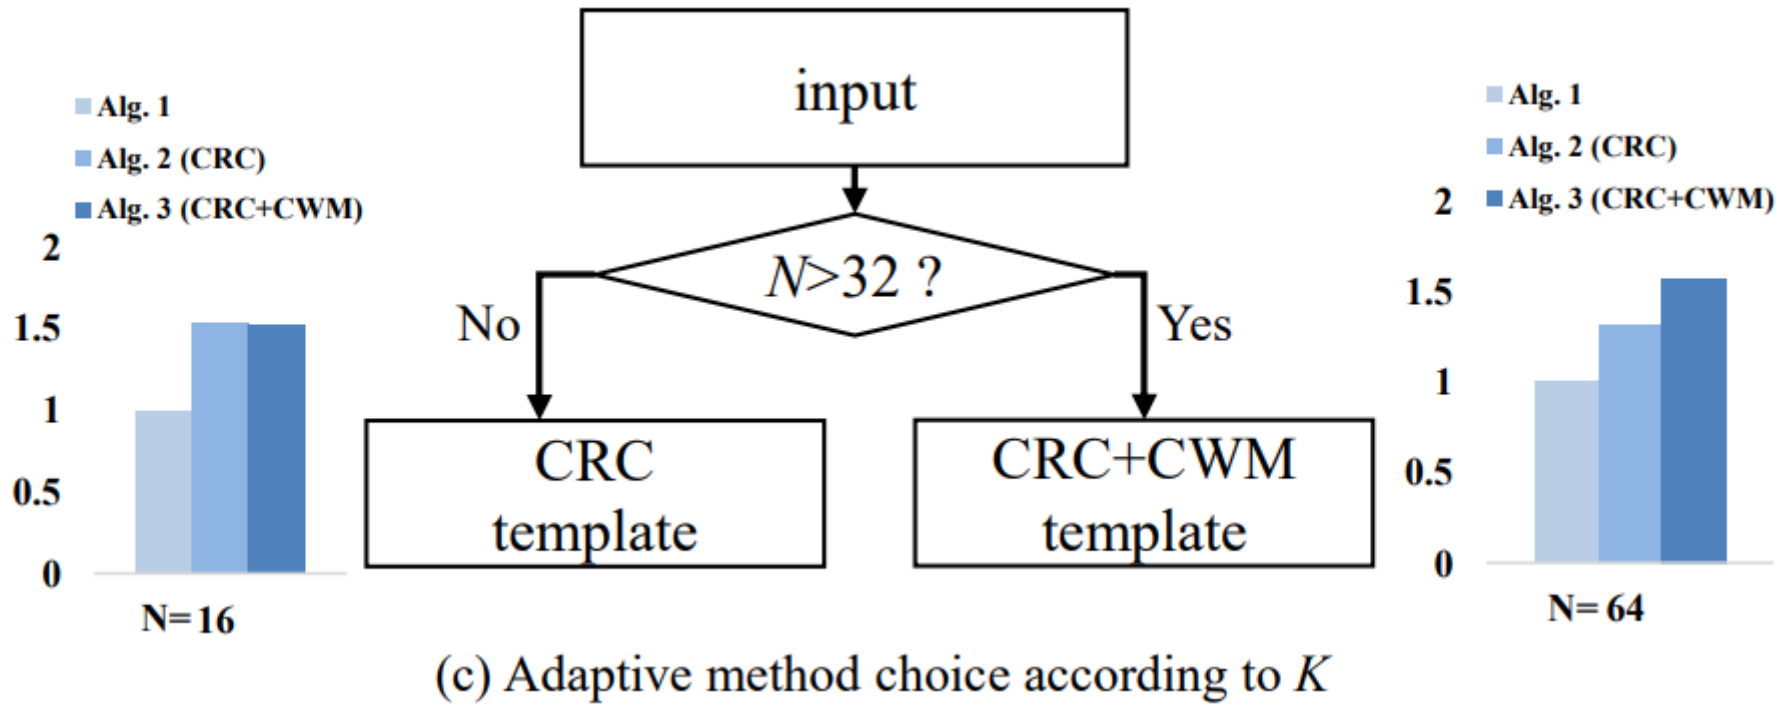 Alg. 1
Alg. 2 (CRC)
Alg. 3 (CRC+CWM)
2
1.5
1
0.5
0
N= 16
input
N>32 ?
No
Yes
CRC
template
CRC+CWM
template
Alg. 1
Alg. 2 (CRC)
Alg. 3 (CRC+CWM)
2
1.5
1
0.5
0
N= 64
(c) Adaptive method choice according to K